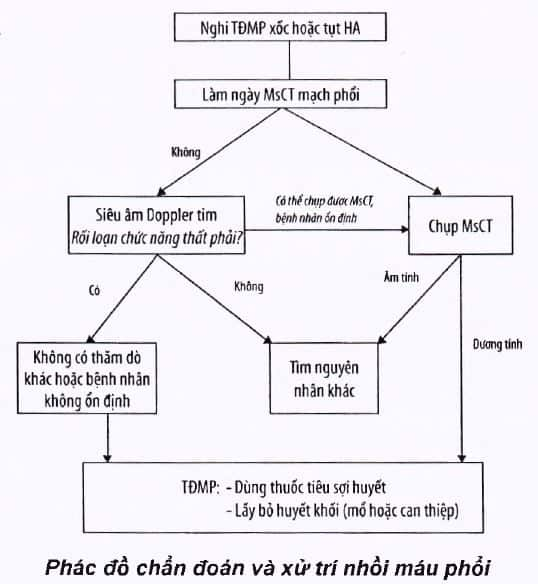 Nghi TĐMP xốc hoặc tụt HA
Làm ngày MsCT mạch phổi
Không
Siêu âm Doppler tim
Rối loạn chức năng thất phải?
Có thể chụp được MsCT,
bệnh nhân ổn định
Chụp MsCT
Có
Không
Âm tính
Dương tính
Không có thăm dò
khác hoặc bệnh nhân
không ổn định
Tìm nguyên
nhân khác
TĐMP: - Dùng thuốc tiêu sợi huyết
- Lấy bỏ huyết khối (mổ hoặc can thiệp)
Phác đồ chẩn đoán và xử trí nhồi máu phổi